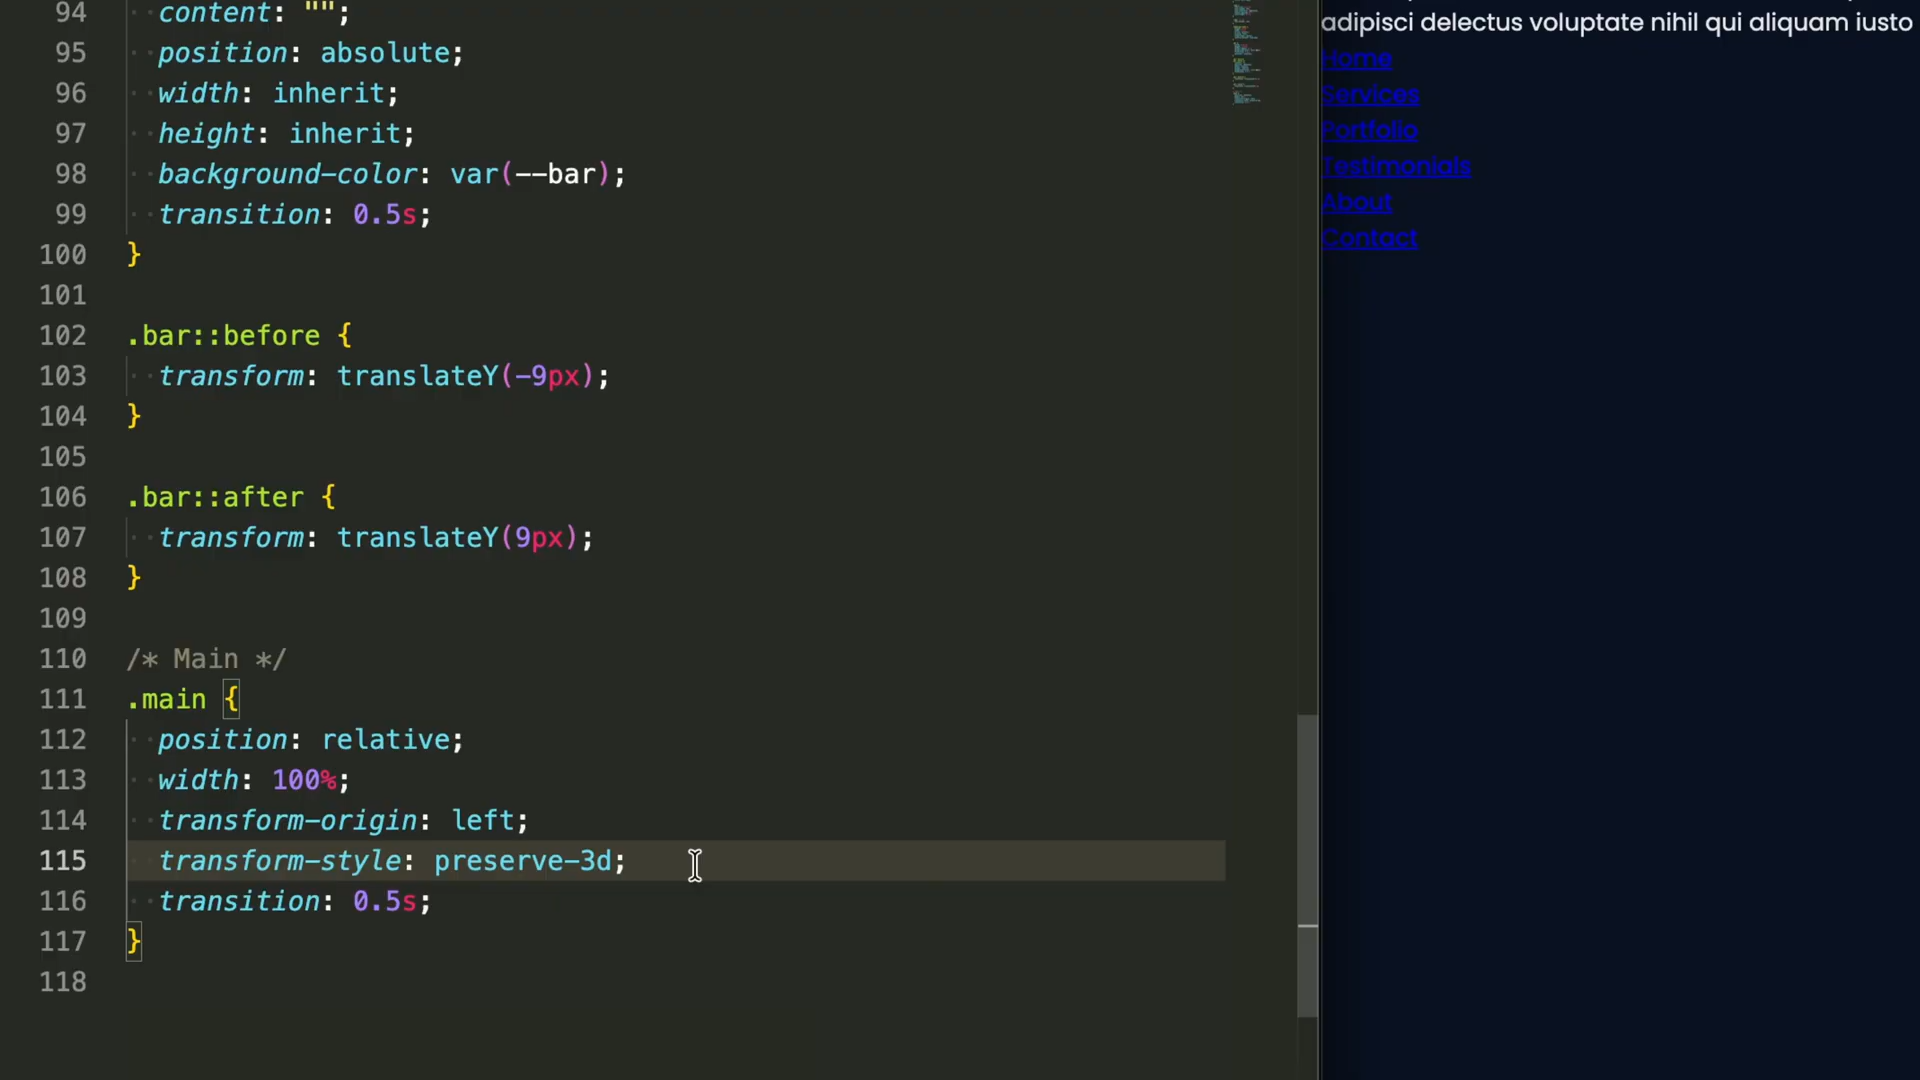 94 content: "";
95 position: absolute;
96 width: inherit;
97 height: inherit;
98 background-color: var(--bar);
99 transition: 0.5s;
100 }
101
102 .bar::before {
103 transform: translateY(-9px);
104 }
105
106 .bar::after {
107 transform: translateY(9px);
108 }
109
110 /* Main */
111 .main {
112 position: relative;
113 width: 100%;
114 transform-origin: left;
115 transform-style: preserve-3d;
116 transition: 0.5s;
117 }
118
adipisci delectus voluptate nihil qui aliquam iusto
Home
Services
Portfolio
Testimonials
About
Contact